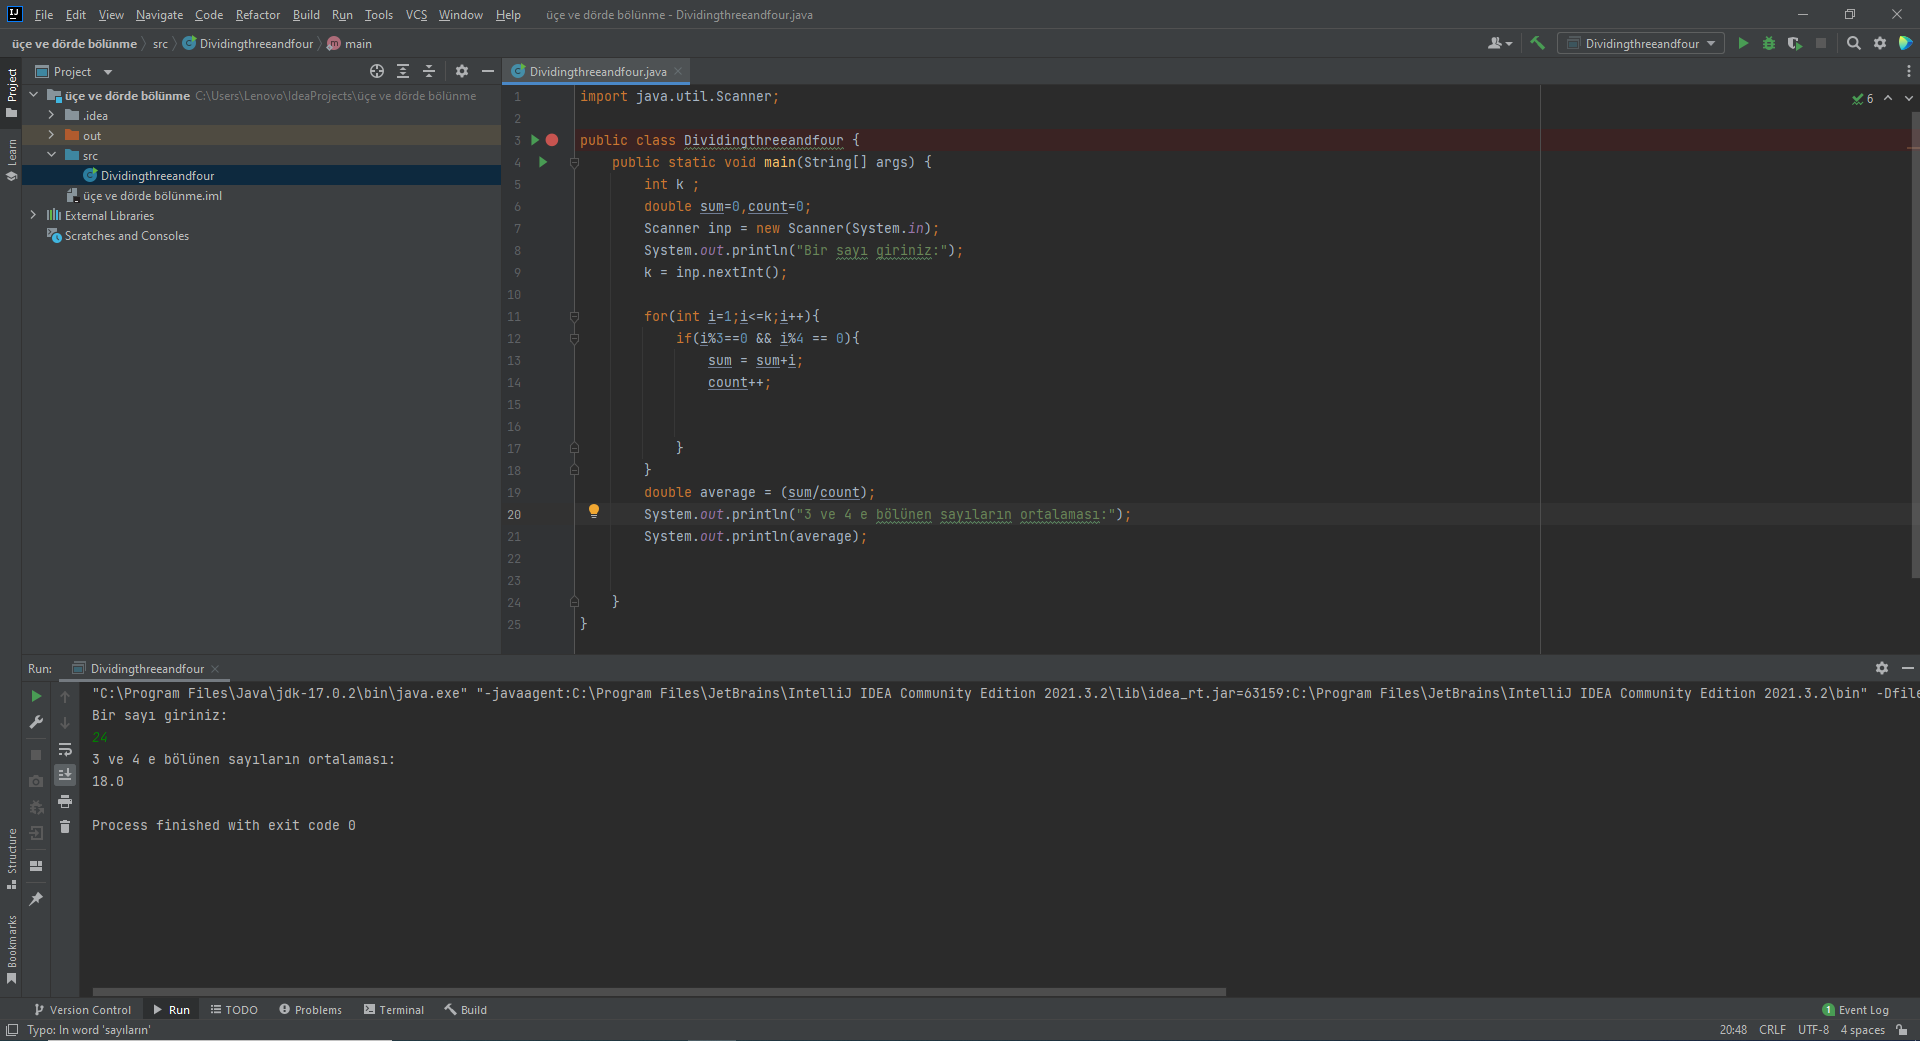 File Edit View Navigate Code Refactor Build Run Tools VCS Window Help üçe ve dörde bölünme - Dividingthreeandfour.java
üçe ve dörde bölünme src Dividingthreeandfour main
Dividingthreeandfour
Project
Dividingthreeandfour.java
Project
Learn
Structure
Bookmarks
üçe ve dörde bölünme C:\Users\Lenovo\IdeaProjects\üçe ve dörde bölünme
.idea
out
src
Dividingthreeandfour
üçe ve dörde bölünme.iml
External Libraries
Scratches and Consoles
6
1 import java.util.Scanner;
2
3 public class Dividingthreeandfour {
4 public static void main(String[] args) {
5 int k ;
6 double sum=0,count=0;
7 Scanner inp = new Scanner(System.in);
8 System.out.println("Bir sayı giriniz:");
9 k = inp.nextInt();
10
11 for(int i=1;i<=k;i++){
12 if(i%3==0 && i%4 == 0){
13 sum = sum+i;
14 count++;
15
16
17 }
18 }
19 double average = (sum/count);
20 System.out.println("3 ve 4 e bölünen sayıların ortalaması:");
21 System.out.println(average);
22
23
24 }
25 }
Run: Dividingthreeandfour
"C:\Program Files\Java\jdk-17.0.2\bin\java.exe" "-javaagent:C:\Program Files\JetBrains\IntelliJ IDEA Community Edition 2021.3.2\lib\idea_rt.jar=63159:C:\Program Files\JetBrains\IntelliJ IDEA Community Edition 2021.3.2\bin" -Dfile
Bir sayı giriniz:
24
3 ve 4 e bölünen sayıların ortalaması:
18.0
Process finished with exit code 0
Version Control Run TODO Problems Terminal Build 1 Event Log
Typo: In word 'sayıların' 20:48 CRLF UTF-8 4 spaces